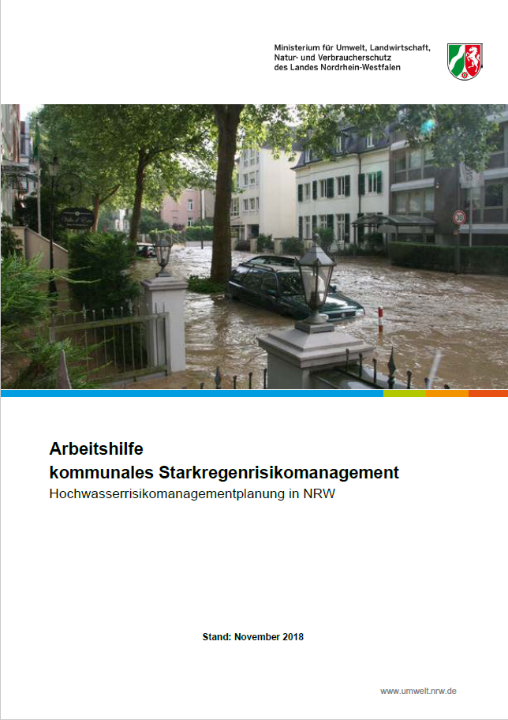 Ministerium für Umwelt, Landwirtschaft,
Natur- und Verbraucherschutz
des Landes Nordrhein-Westfalen
Arbeitshilfe
kommunales Starkregenrisikomanagement
Hochwasserrisikomanagementplanung in NRW
Stand: November 2018
www.umwelt.nrw.de